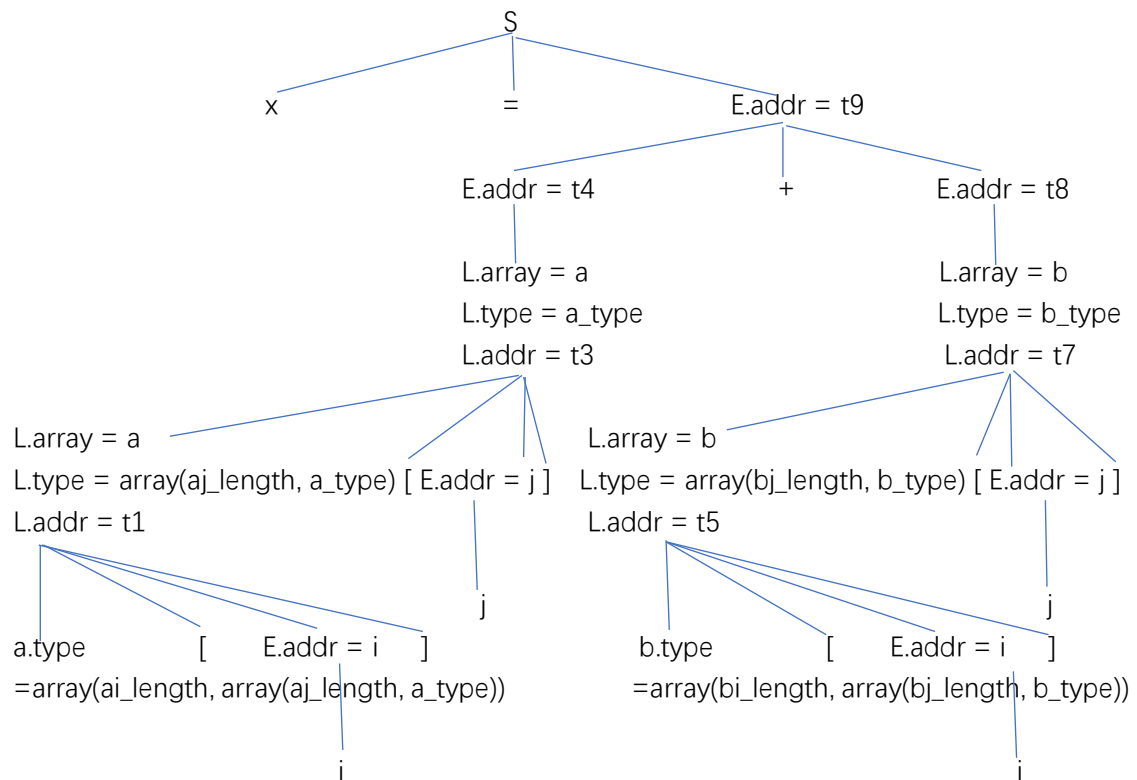 S
x = E.addr = t9
E.addr = t4 + E.addr = t8
L.array = a L.array = b
L.type = a_type L.type = b_type
L.addr = t3 L.addr = t7
L.array = a L.array = b
L.type = array(aj_length, a_type) [ E.addr = j ] L.type = array(bj_length, b_type) [ E.addr = j ]
L.addr = t1 L.addr = t5
j j
a.type [ E.addr = i ] b.type [ E.addr = i ]
=array(ai_length, array(aj_length, a_type)) =array(bi_length, array(bj_length, b_type))
i i